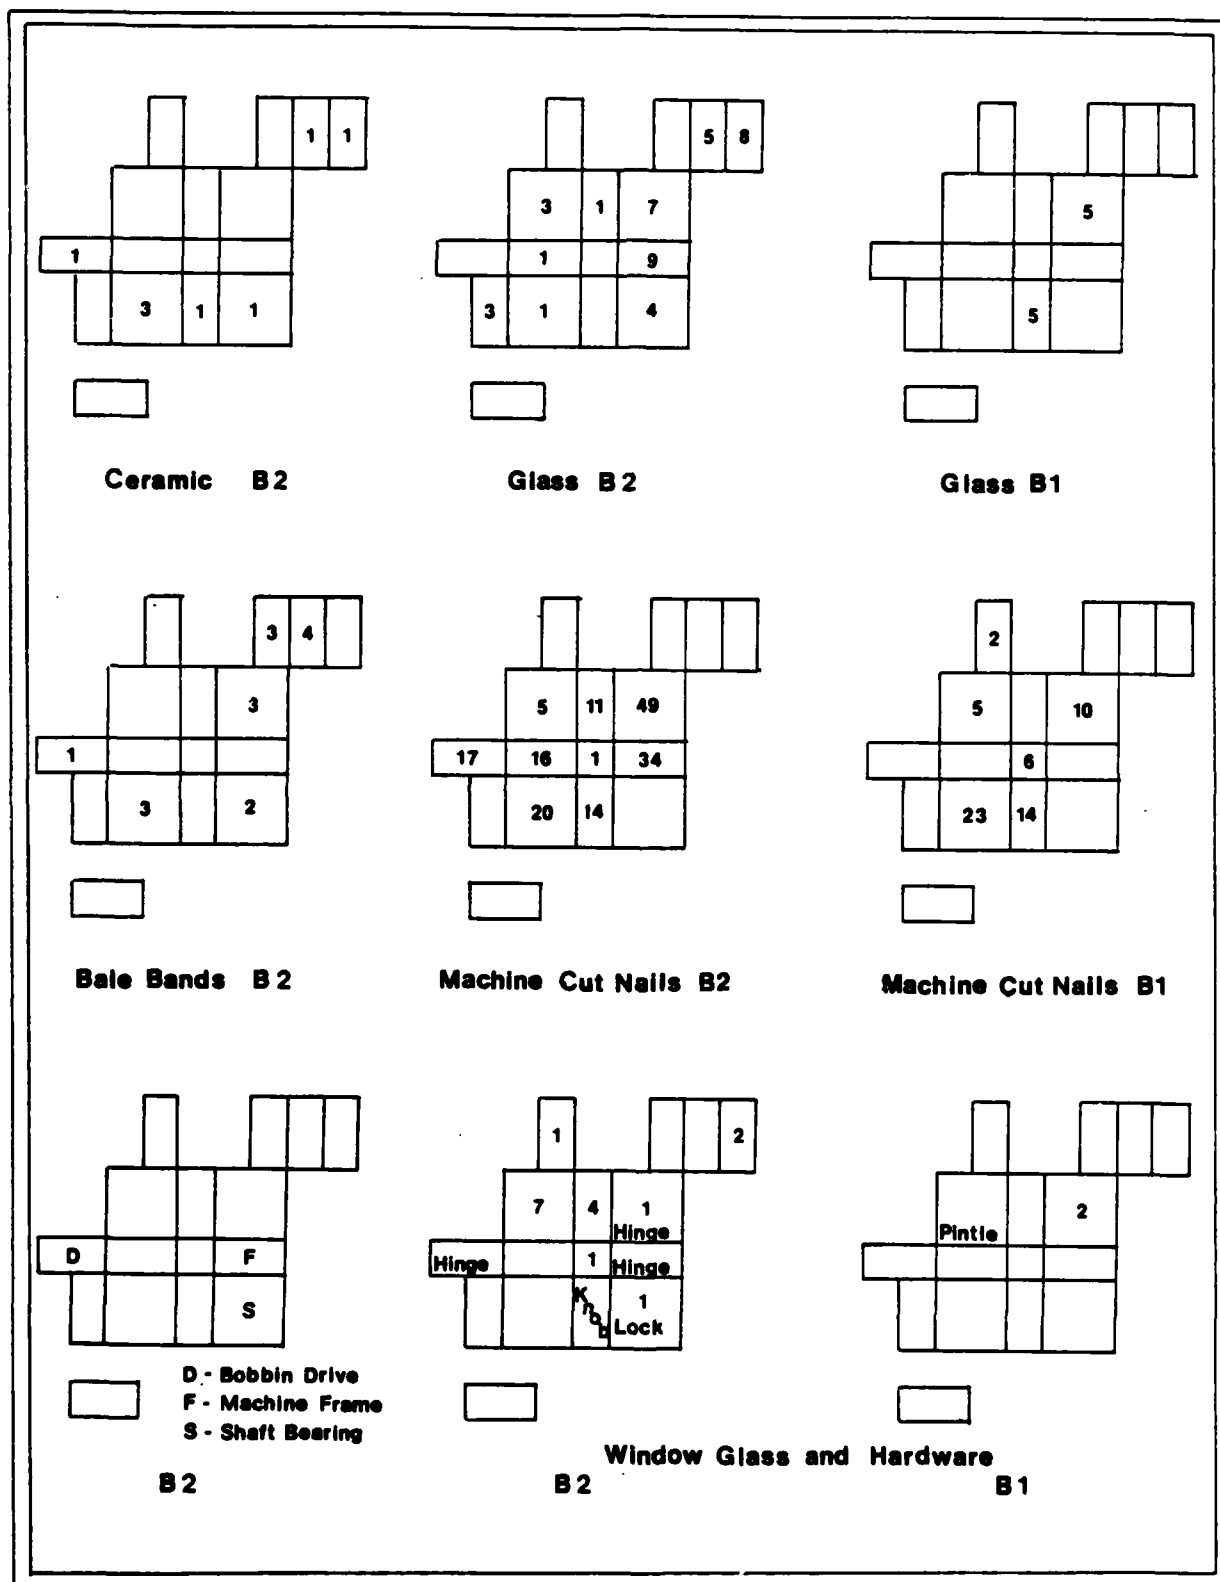 1 1
1
3 1 1
Ceramic B2
5 8
3 1 7
1 9
3 1 4
Glass B2
5
5
Glass B1
3 4
3
1
3 2
Bale Bands B2
5 11 49
17 16 1 34
20 14
Machine Cut Nails B2
2
5 10
6
23 14
Machine Cut Nails B1
D F
S
D - Bobbin Drive
F - Machine Frame
S - Shaft Bearing
B2
1 2
7 4 1
Hinge
Hinge 1 Hinge
Knob 1
Lock
2
Pintle
Window Glass and Hardware
B2
B1